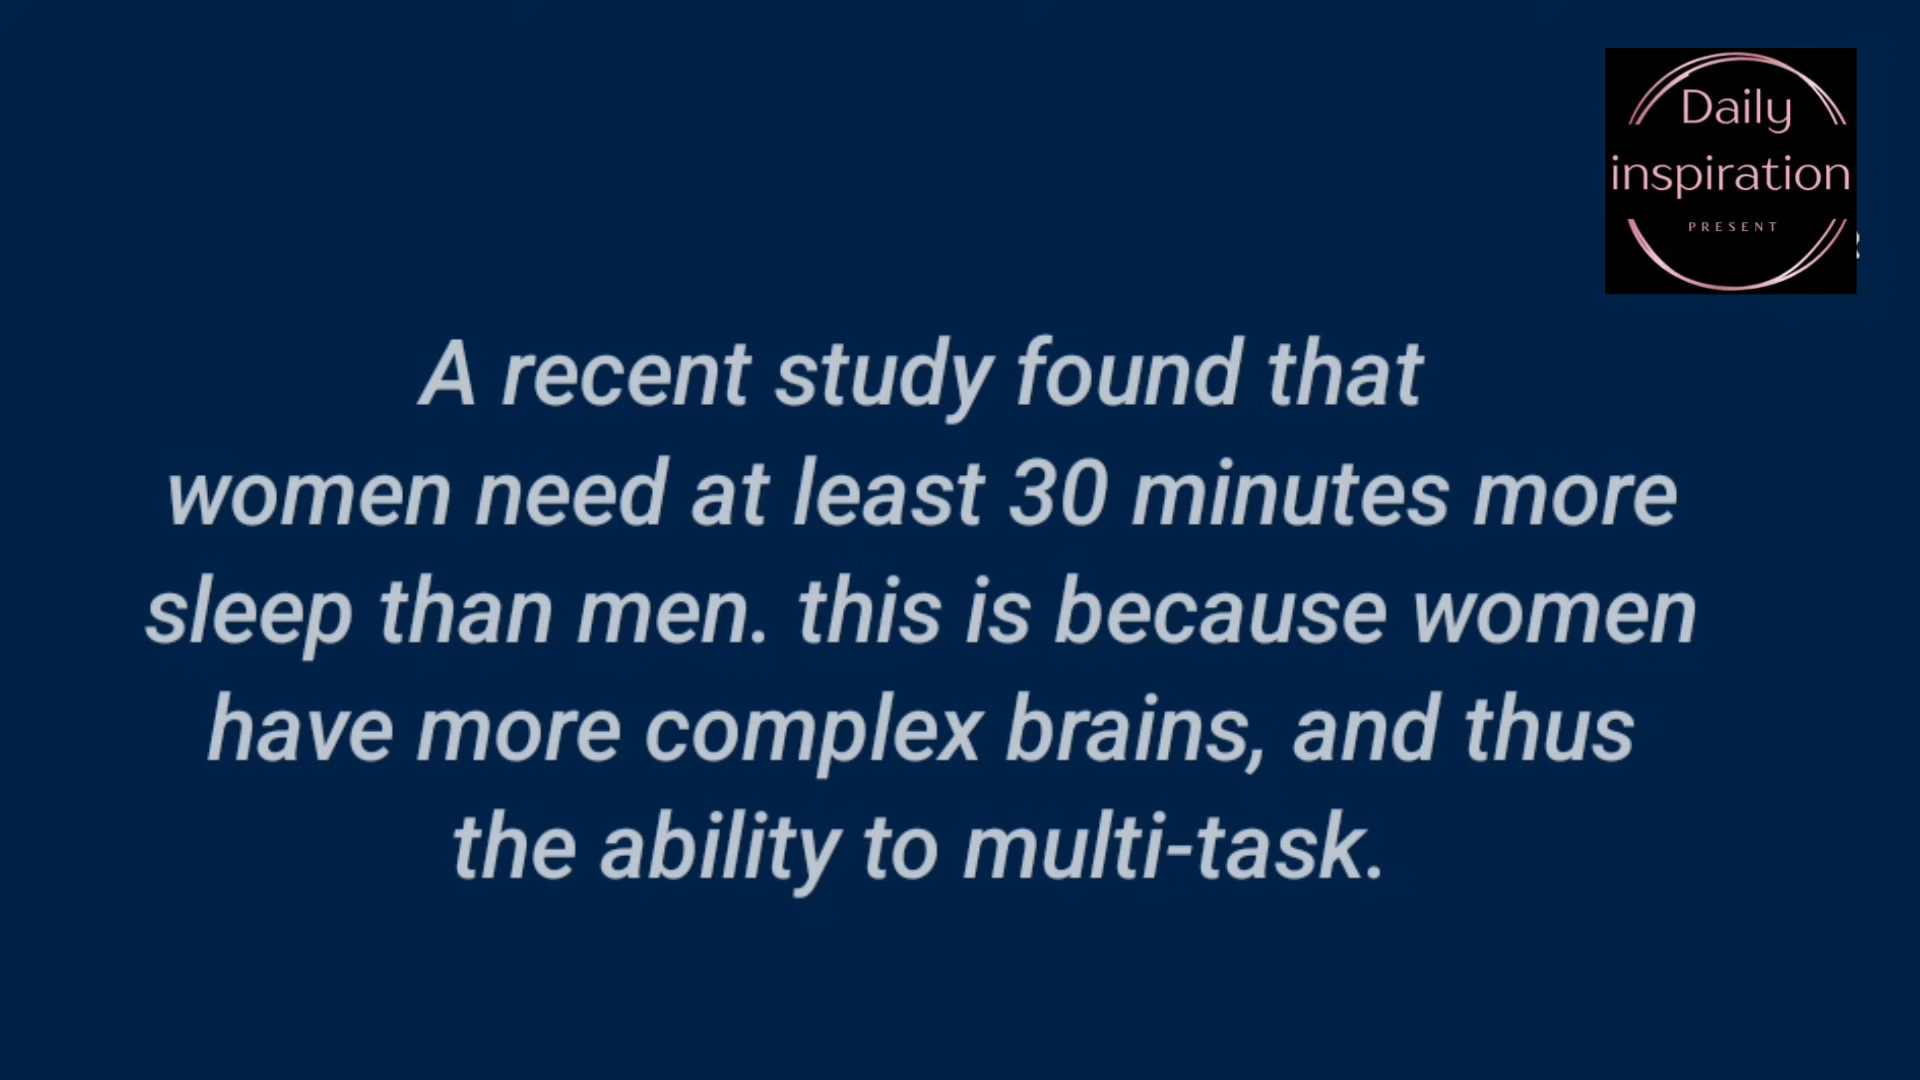 Daily
inspiration
PRESENT
A recent study found that
women need at least 30 minutes more
sleep than men. this is because women
have more complex brains, and thus
the ability to multi-task.